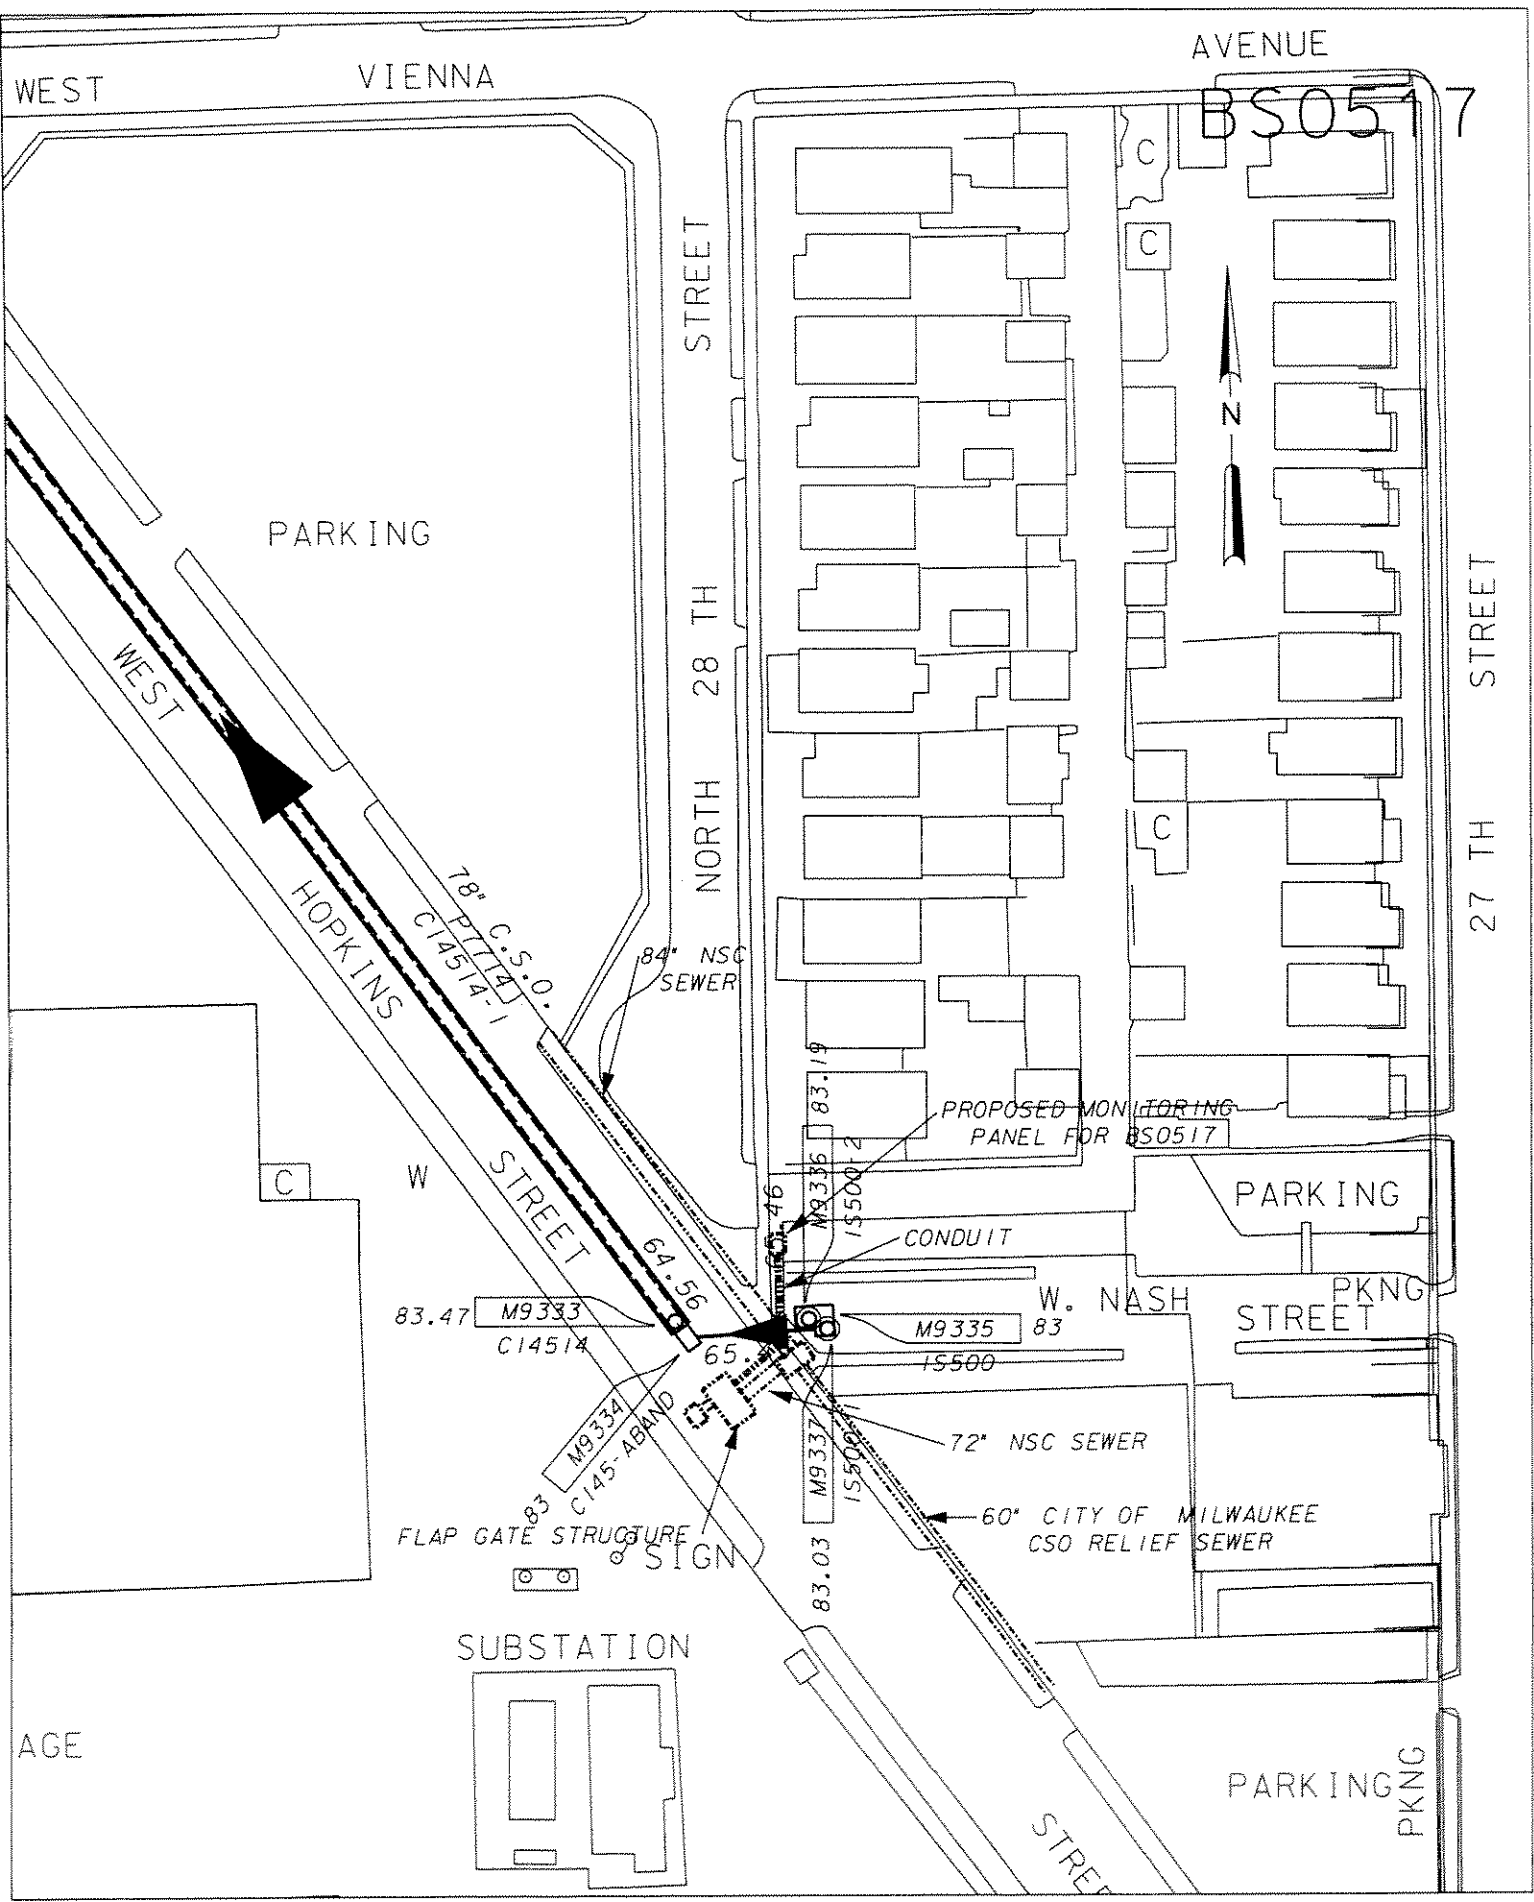 AVENUE
WEST
VIENNA
BS0517
C
C
STREET
N
PARKING
STREET
28 TH
WEST
NORTH
C
27 TH
78" C.S.O.
P7714
C14514-1
HOPKINS
84" NSC
SEWER
83.19
PROPOSED MONITORING
PANEL FOR BS0517
M9336
IS500-2
C
W
STREET
46
PARKING
CONDUIT
64.56
W. NASH
PKNG
STREET
83.47
M9333
C14514
M9335
83
IS500
65.
M9334
C145-ABAND
83
72" NSC SEWER
M9337
83.03
60" CITY OF MILWAUKEE
CSO RELIEF SEWER
FLAP GATE STRUCTURE
SIGN
SUBSTATION
AGE
PARKING
PKNG